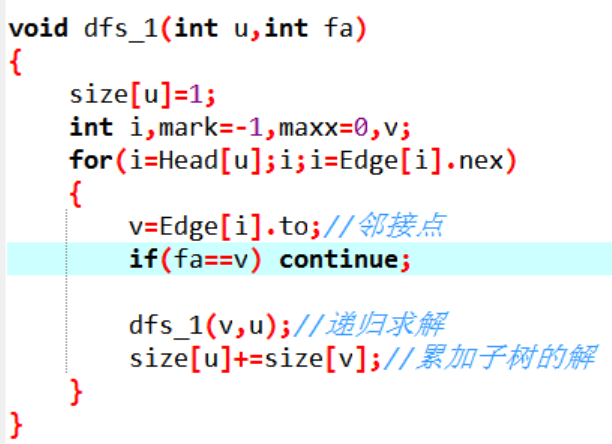 void dfs_1(int u,int fa)
{
size[u]=1;
int i,mark=-1,maxx=0,v;
for(i=Head[u];i;i=Edge[i].nex)
{
v=Edge[i].to;//邻接点
if(fa==v) continue;
dfs_1(v,u);//递归求解
size[u]+=size[v];//累加子树的解
}
}